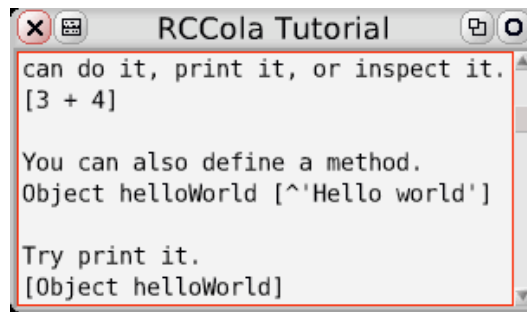 RCCola Tutorial
can do it, print it, or inspect it.
[3 + 4]
You can also define a method.
Object helloWorld [^'Hello world']
Try print it.
[Object helloWorld]